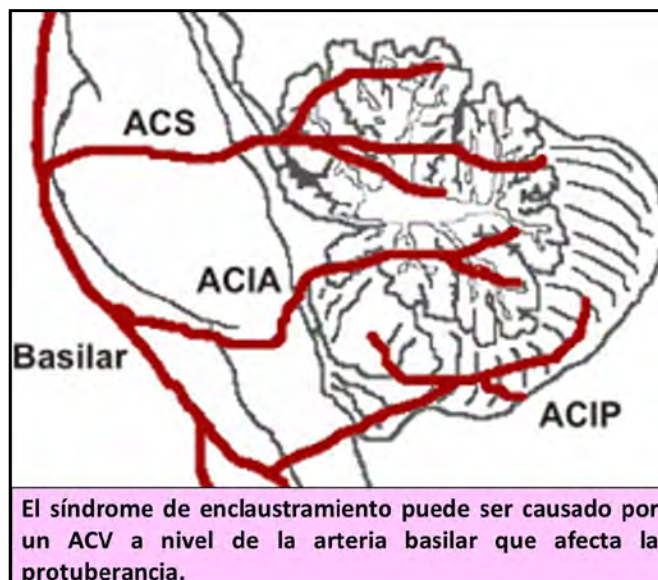 ACS
ACIA
Basilar
ACIP
El síndrome de enclaustramiento puede ser causado por
un ACV a nivel de la arteria basilar que afecta la
protuberancia.